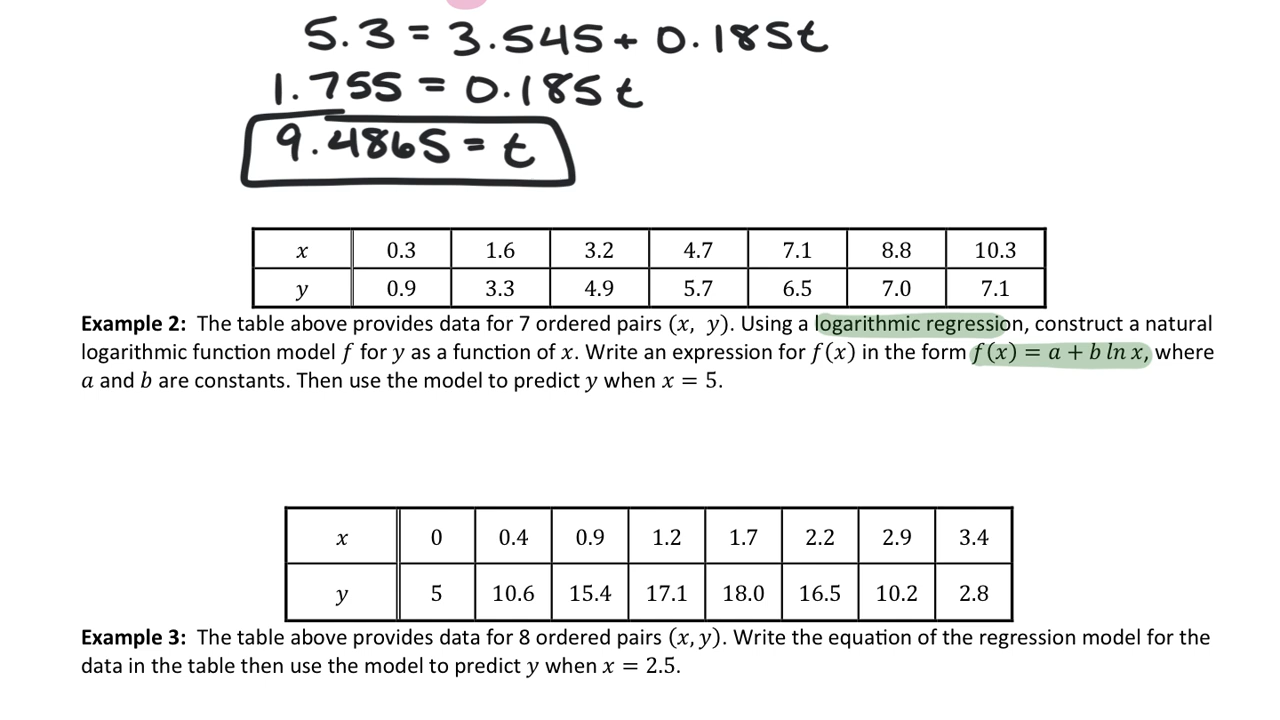 5.3 = 3.545 + 0.185t
1.755 = 0.185t
9.4865 = t
x 0.3 1.6 3.2 4.7 7.1 8.8 10.3
y 0.9 3.3 4.9 5.7 6.5 7.0 7.1
Example 2: The table above provides data for 7 ordered pairs (x, y). Using a logarithmic regression, construct a natural
logarithmic function model f for y as a function of x. Write an expression for f(x) in the form f(x) = a + b ln x, where
a and b are constants. Then use the model to predict y when x = 5.
x 0 0.4 0.9 1.2 1.7 2.2 2.9 3.4
y 5 10.6 15.4 17.1 18.0 16.5 10.2 2.8
Example 3: The table above provides data for 8 ordered pairs (x, y). Write the equation of the regression model for the
data in the table then use the model to predict y when x = 2.5.